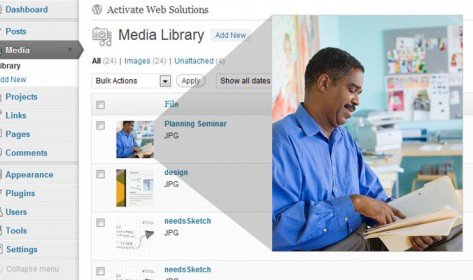 Dashboard
Posts
Media
Library
Add New
Projects
Links
Pages
Comments
Appearance
Plugins
Users
Tools
Settings
Collapse menu
Activate Web Solutions
Media Library Add New
All (24) | Images (24) | Unattached (4)
Bulk Actions Apply Show all dates
File
Planning Seminar
JPG
design
JPG
needsSketch
JPG
needsSketch